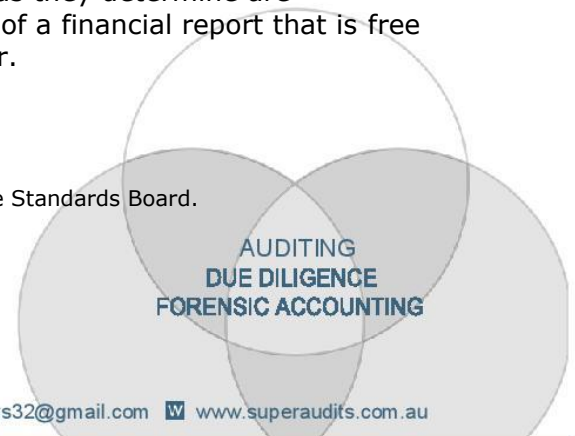 of a financial report that is free
Standards Board.
AUDITING
DUE DILIGENCE
FORENSIC ACCOUNTING
s32@gmail.com W www.superaudits.com.au